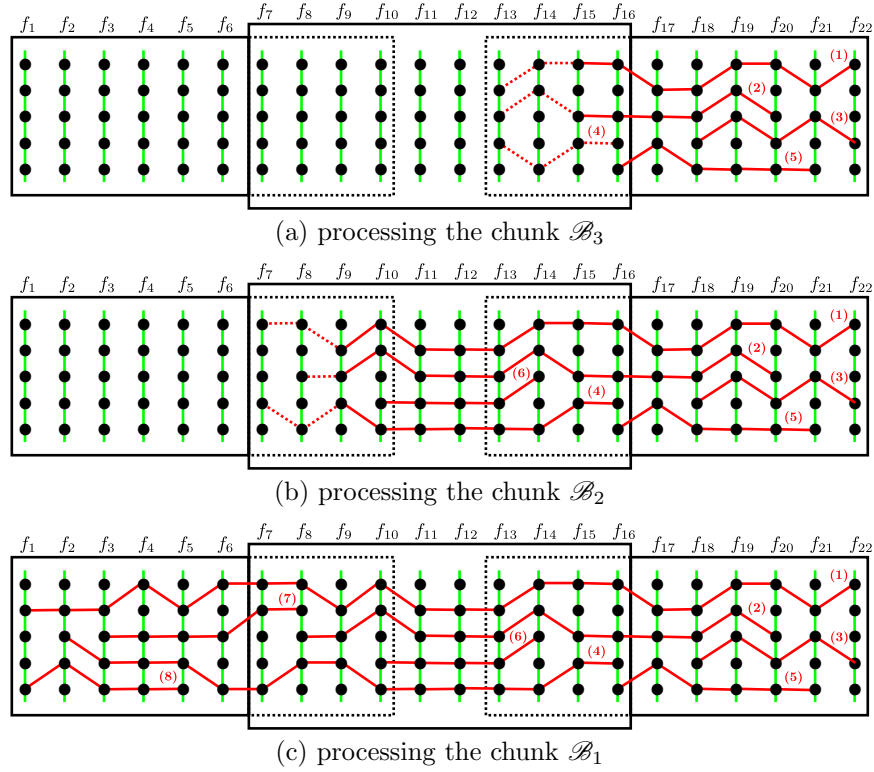 f₇ f₈ f₉ f₁₀ f₁₁ f₁₂ f₁₃ f₁₄ f₁₅ f₁₆
f₁ f₂ f₃ f₄ f₅ f₆ f₁₇ f₁₈ f₁₉ f₂₀ f₂₁ f₂₂
(1)
(2)
(3)
(4)
(5)
(a) processing the chunk ℬ₃
f₇ f₈ f₉ f₁₀ f₁₁ f₁₂ f₁₃ f₁₄ f₁₅ f₁₆
f₁ f₂ f₃ f₄ f₅ f₆ f₁₇ f₁₈ f₁₉ f₂₀ f₂₁ f₂₂
(1)
(2)
(6) (3)
(4)
(5)
(b) processing the chunk ℬ₂
f₁ f₂ f₃ f₄ f₅ f₆ f₇ f₈ f₉ f₁₀ f₁₁ f₁₂ f₁₃ f₁₄ f₁₅ f₁₆ f₁₇ f₁₈ f₁₉ f₂₀ f₂₁ f₂₂
(1)
(7) (2)
(6) (3)
(4)
(8) (5)
(c) processing the chunk ℬ₁